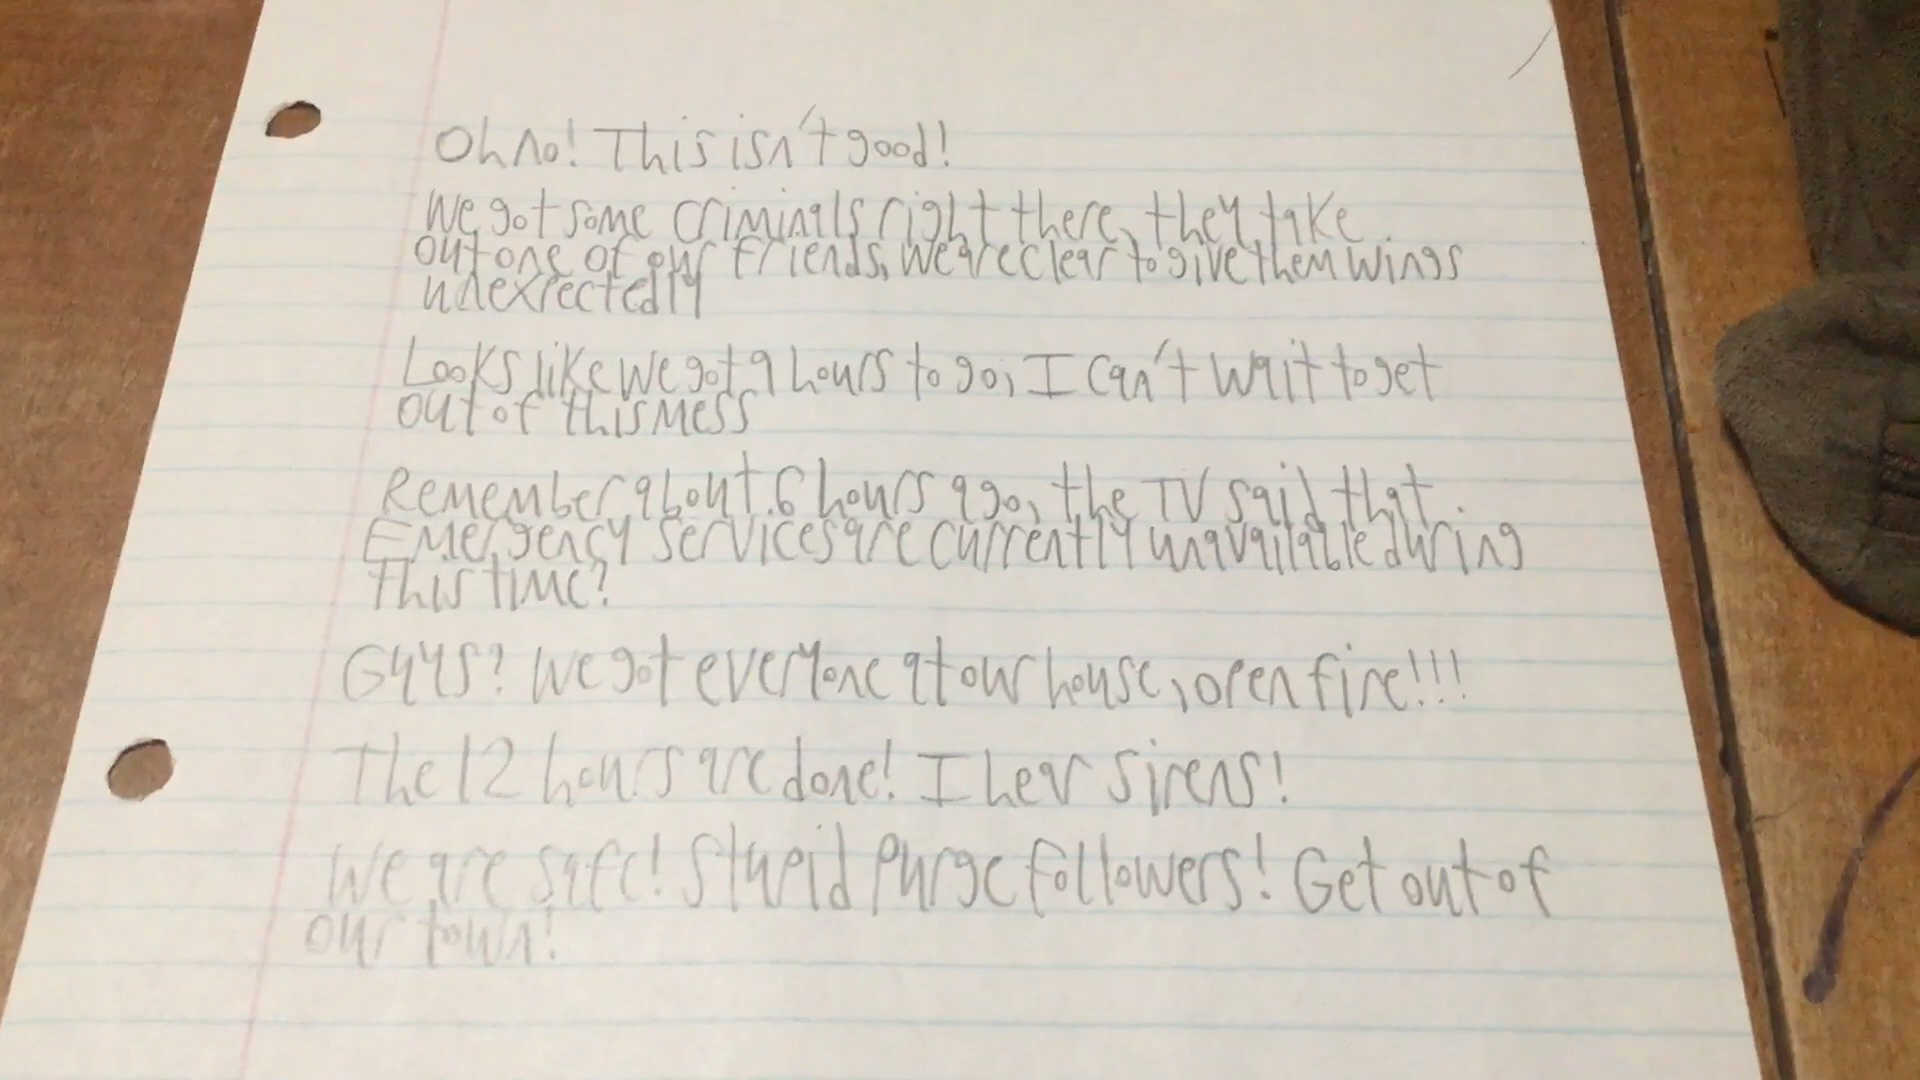 Oh no! This isn't good!
We got some criminals right there, they take
out one of our friends, we are clear to give them wings
unexpectedly
Looks like we got 9 hours to go, I can't wait to get
out of this mess
Remember about 6 hours ago, the TV said that
Emergency services are currently unavailable during
this time?
Guys? We got everyone at our house, open fire!!!
The 12 hours are done! I hear sirens!
We are safe! Stupid Purge followers! Get out of
our town!